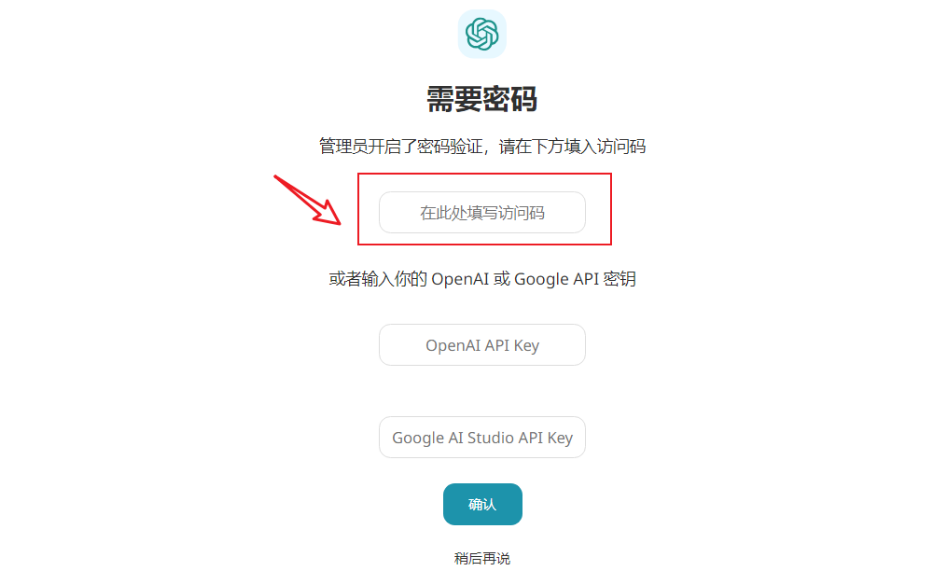 需要密码
管理员开启了密码验证，请在下方填入访问码
在此处填写访问码
或者输入你的 OpenAI 或 Google API 密钥
OpenAI API Key
Google AI Studio API Key
确认
稍后再说